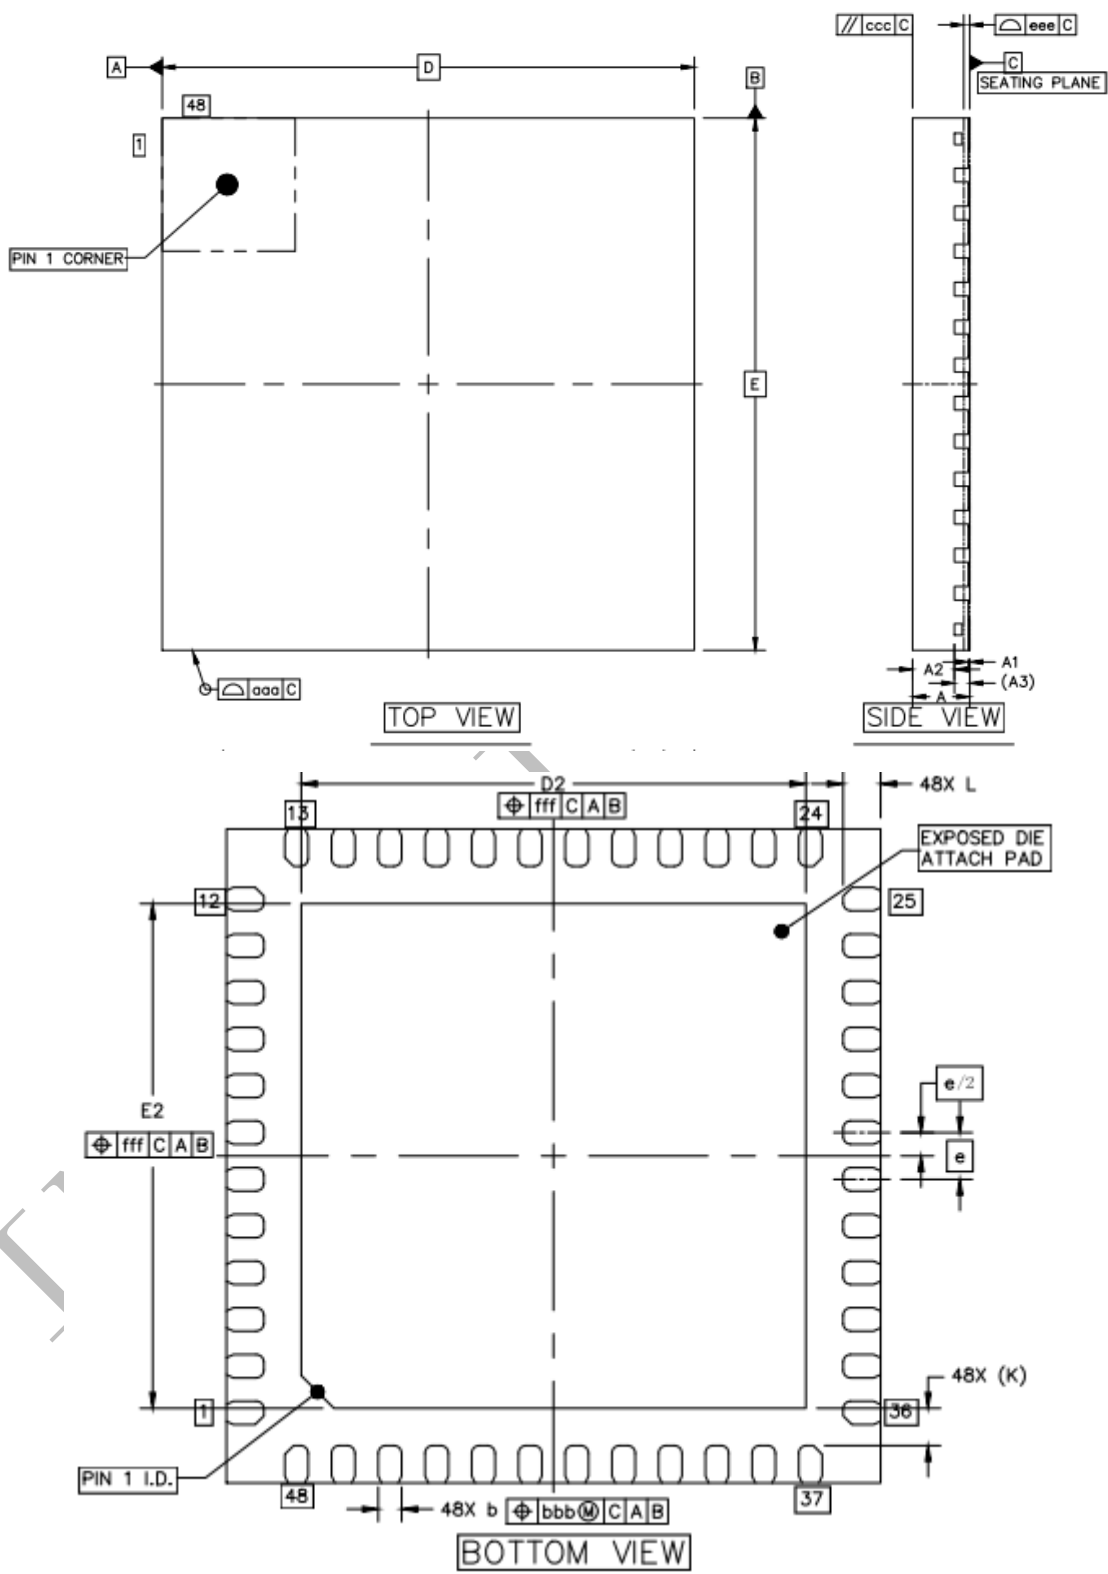 // ccc C
eee C
A
D
B
C
SEATING PLANE
48
1
PIN 1 CORNER
E
A1
A2
(A3)
A
aaa C
TOP VIEW
SIDE VIEW
D2
48X L
13
⌖ fff C A B
24
EXPOSED DIE
ATTACH PAD
12
25
e/2
E2
⌖ fff C A B
e
48X (K)
1
36
PIN 1 I.D.
48
48X b ⌖ bbb Ⓜ C A B
37
BOTTOM VIEW